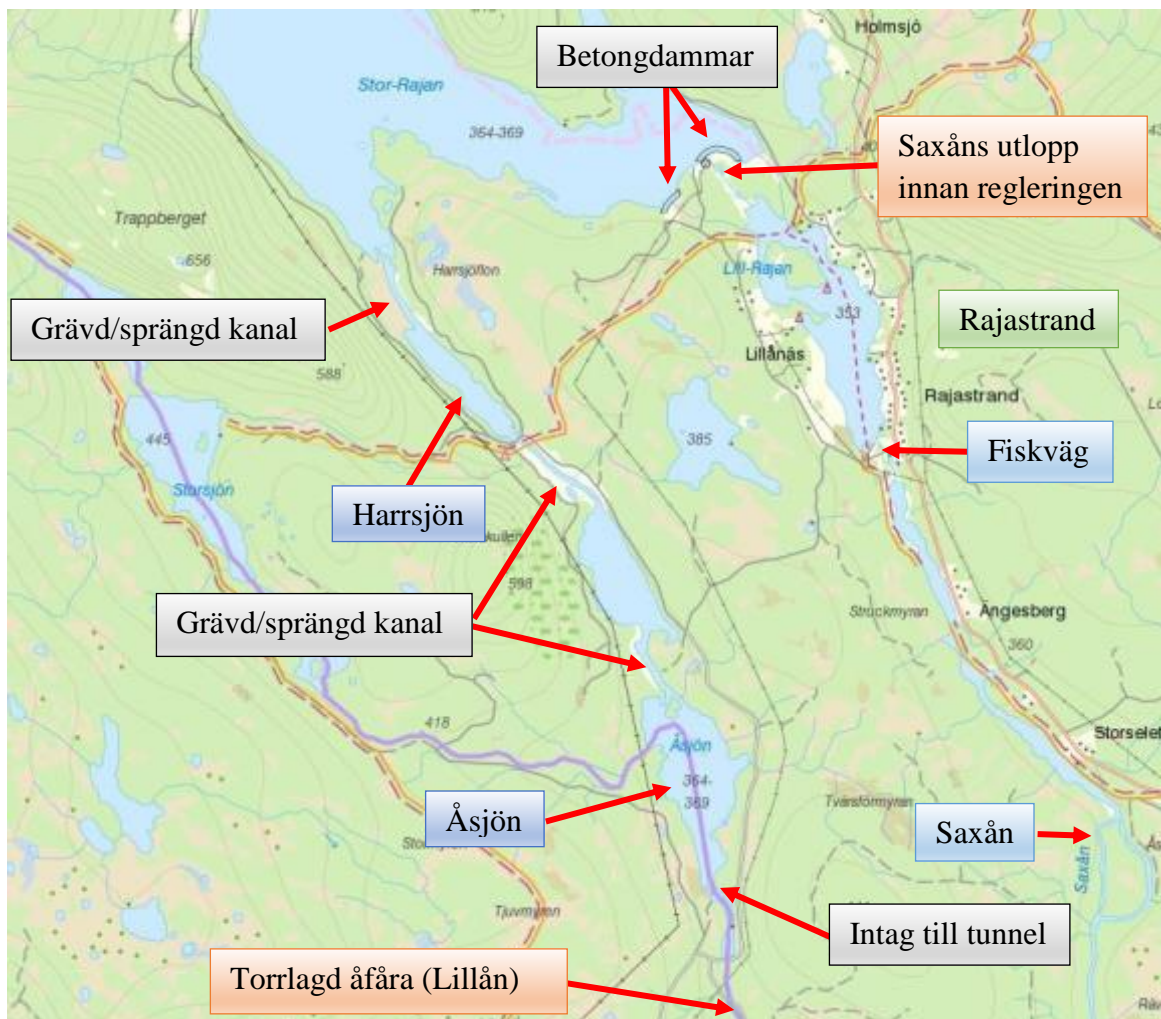 Holmsjö
Betongdammar
Stor-Rajan
364-369
Saxåns utlopp
innan regleringen
Trappberget
656
Harrsjöflon
Lill-Rajan
Grävd/sprängd kanal
353
Rajastrand
588
Lillånäs
Rajastrand
445
385
Fiskväg
Storsjön
Harrsjön
598
Grävd/sprängd kanal
Struckmyran
Ängesberg
360
418
Storselet
Åsjön
364-
369
Åsjön
Tvärsförmyran
Saxån
Saxån
Tjuvmyran
Intag till tunnel
Torrlagd åfåra (Lillån)